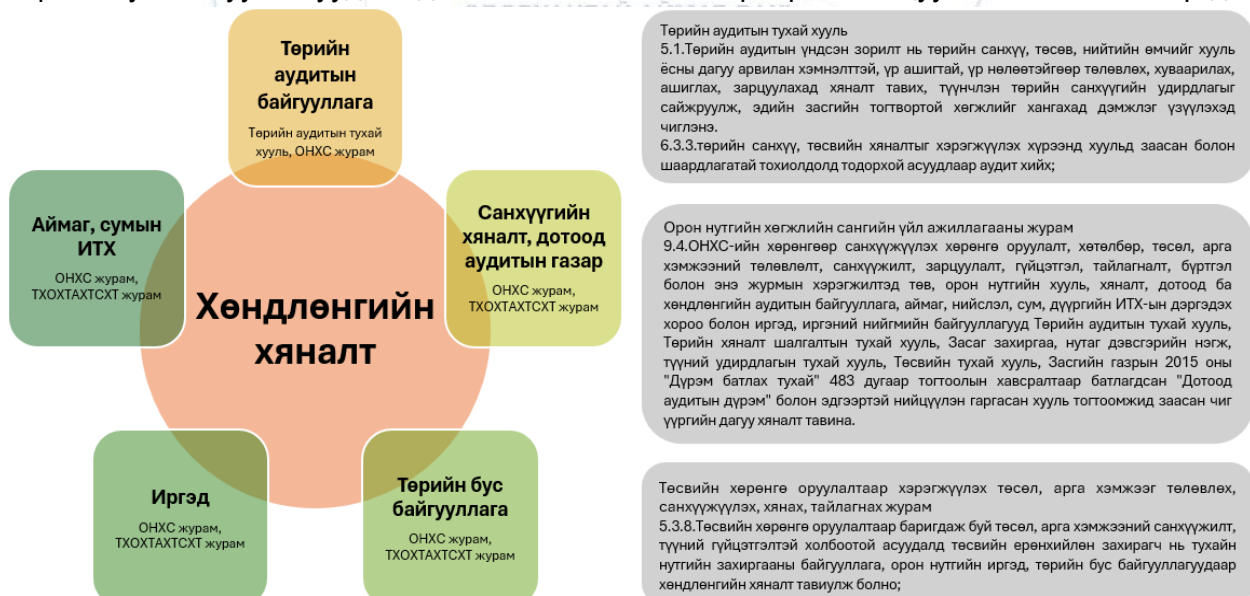 Төрийн
аудитын
байгууллага
Төрийн аудитын тухай
хууль, ОНХС журам
Аймаг, сумын
ИТХ
ОНХС журам,
ТХОХТАХТСХТ журам
Санхүүгийн
хяналт, дотоод
аудитын газар
ОНХС журам,
ТХОХТАХТСХТ журам
Хөндлөнгийн
хяналт
Иргэд
ОНХС журам,
ТХОХТАХТСХТ журам
Төрийн бус
байгууллага
ОНХС журам,
ТХОХТАХТСХТ журам
Төрийн аудитын тухай хууль
5.1.Төрийн аудитын үндсэн зорилт нь төрийн санхүү, төсөв, нийтийн өмчийг хууль
ёсны дагуу арвилан хэмнэлттэй, үр ашигтай, үр нөлөөтэйгөөр төлөвлөх, хуваарилах,
ашиглах, зарцуулахад хяналт тавих, түүнчлэн төрийн санхүүгийн удирдлагыг
сайжруулж, эдийн засгийн тогтвортой хөгжлийг хангахад дэмжлэг үзүүлэхэд
чиглэнэ.
6.3.3.төрийн санхүү, төсвийн хяналтыг хэрэгжүүлэх хүрээнд хуульд заасан болон
шаардлагатай тохиолдолд тодорхой асуудлаар аудит хийх;
Орон нутгийн хөгжлийн сангийн үйл ажиллагааны журам
9.4.ОНХС-ийн хөрөнгөөр санхүүжүүлэх хөрөнгө оруулалт, хөтөлбөр, төсөл, арга
хэмжээний төлөвлөлт, санхүүжилт, зарцуулалт, гүйцэтгэл, тайлагналт, бүртгэл
болон энэ журмын хэрэгжилтэд төв, орон нутгийн хууль, хяналт, дотоод ба
хөндлөнгийн аудитын байгууллага, аймаг, нийслэл, сум, дүүргийн ИТХ-ын дэргэдэх
хороо болон иргэд, иргэний нийгмийн байгууллагууд Төрийн аудитын тухай хууль,
Төрийн хяналт шалгалтын тухай хууль, Засаг захиргаа, нутаг дэвсгэрийн нэгж,
түүний удирдлагын тухай хууль, Төсвийн тухай хууль, Засгийн газрын 2015 оны
"Дүрэм батлах тухай" 483 дугаар тогтоолын хавсралтаар батлагдсан "Дотоод
аудитын дүрэм" болон эдгээртэй нийцүүлэн гаргасан хууль тогтоомжид заасан чиг
үүргийн дагуу хяналт тавина.
Төсвийн хөрөнгө оруулалтаар хэрэгжүүлэх төсөл, арга хэмжээг төлөвлөх,
санхүүжүүлэх, хянах, тайлагнах журам
5.3.8.Төсвийн хөрөнгө оруулалтаар баригдаж буй төсөл, арга хэмжээний санхүүжилт,
түүний гүйцэтгэлтэй холбоотой асуудалд төсвийн ерөнхийлөн захирагч нь тухайн
нутгийн захиргааны байгууллага, орон нутгийн иргэд, төрийн бус байгууллагуудаар
хөндлөнгийн хяналт тавиулж болно;